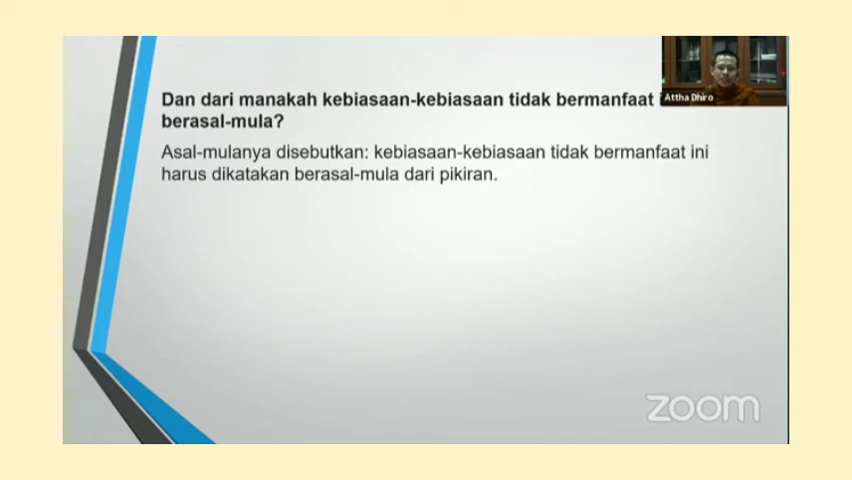 Dan dari manakah kebiasaan-kebiasaan tidak bermanfaat
berasal-mula?
Asal-mulanya disebutkan: kebiasaan-kebiasaan tidak bermanfaat ini
harus dikatakan berasal-mula dari pikiran.
Attha Dhiro
zoom